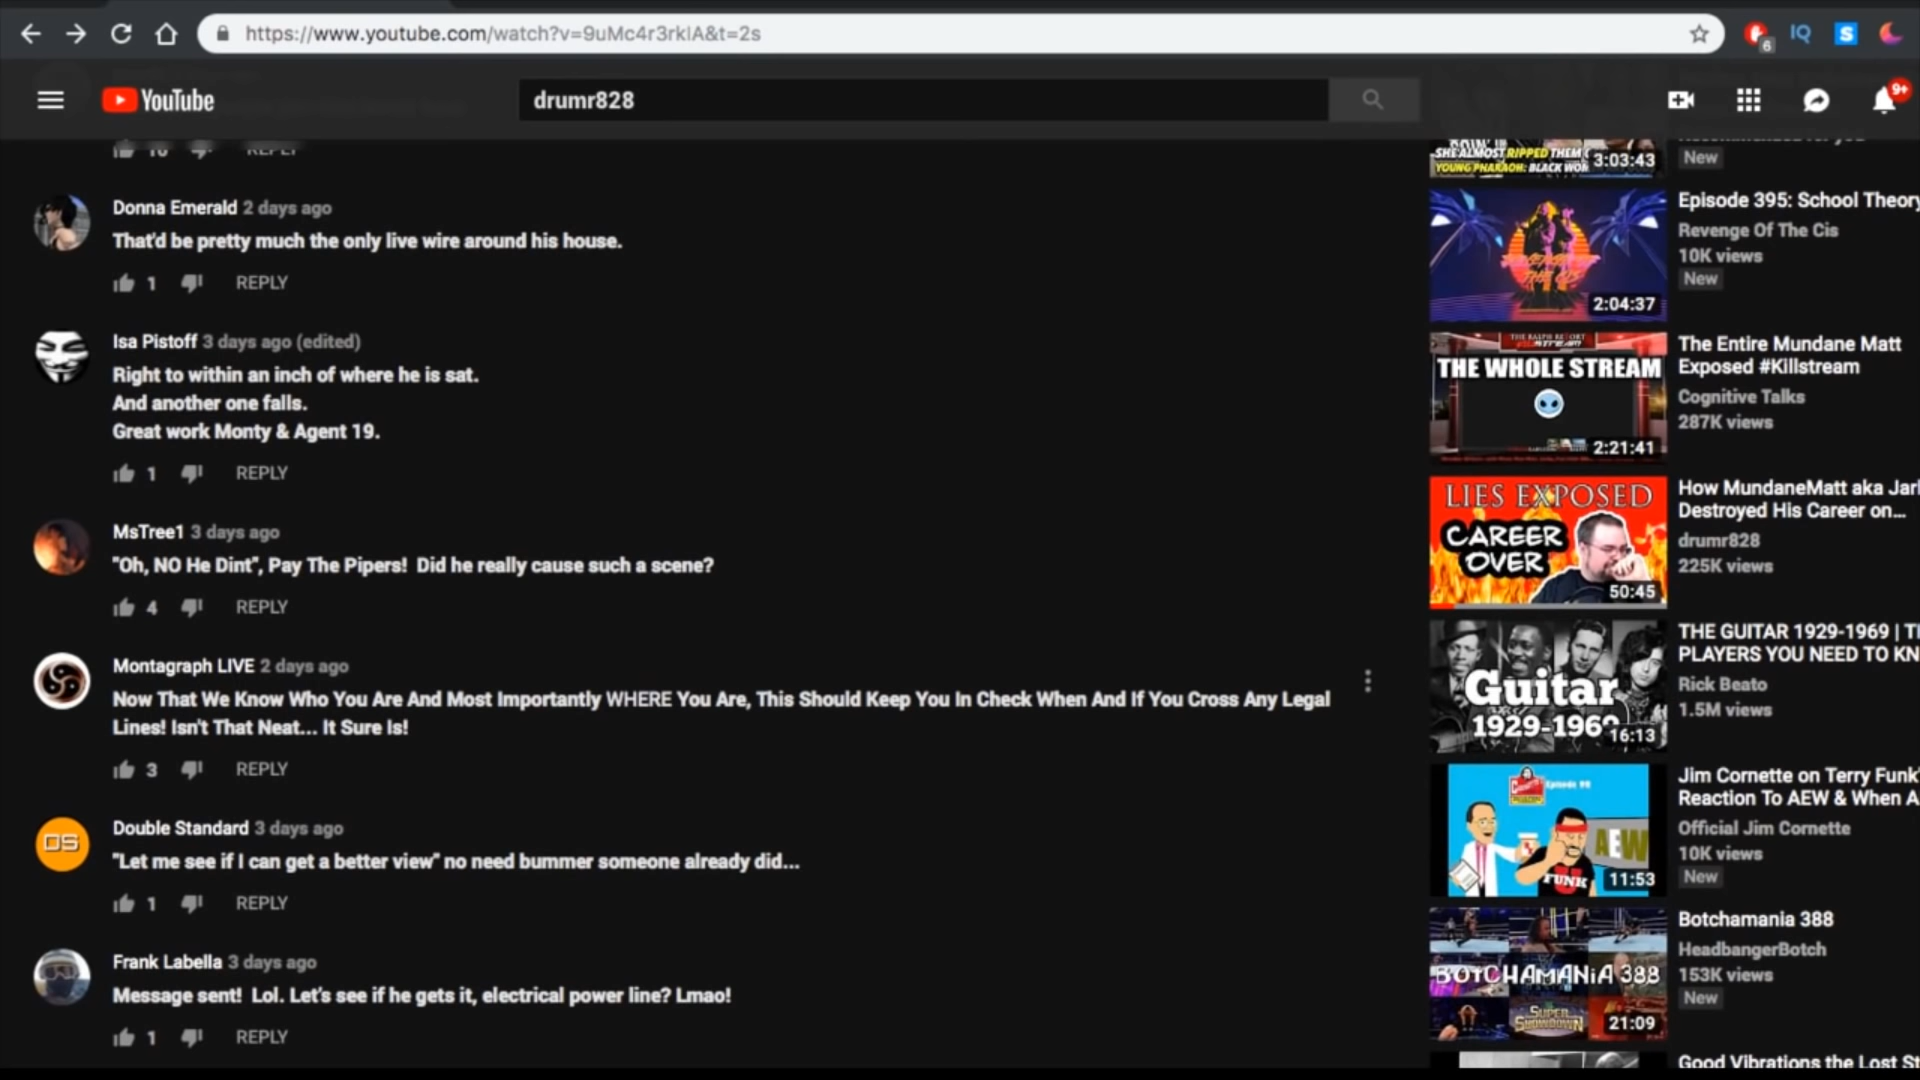 https://www.youtube.com/watch?v=9uMc4r3rkIA&t=2s
6
IQ
S
YouTube
drumr828
9+
REPLY
Donna Emerald 2 days ago
That'd be pretty much the only live wire around his house.
1 REPLY
Isa Pistoff 3 days ago (edited)
Right to within an inch of where he is sat.
And another one falls.
Great work Monty & Agent 19.
1 REPLY
MsTree1 3 days ago
"Oh, NO He Dint", Pay The Pipers! Did he really cause such a scene?
4 REPLY
Montagraph LIVE 2 days ago
Now That We Know Who You Are And Most Importantly WHERE You Are, This Should Keep You In Check When And If You Cross Any Legal
Lines! Isn't That Neat... It Sure Is!
3 REPLY
DS
Double Standard 3 days ago
"Let me see if I can get a better view" no need bummer someone already did...
1 REPLY
Frank Labella 3 days ago
Message sent! Lol. Let's see if he gets it, electrical power line? Lmao!
1 REPLY
SHE ALMOST RIPPED THEM
YOUNG PHARAOH: BLACK
3:03:43
New
2:04:37
Episode 395: School Theory
Revenge Of The Cis
10K views
New
THE RALPH RETORT
THE WHOLE STREAM
2:21:41
The Entire Mundane Matt
Exposed #Killstream
Cognitive Talks
287K views
LIES EXPOSED
CAREER
OVER
50:45
How MundaneMatt aka Jar
Destroyed His Career on...
drumr828
225K views
Guitar
1929-1969
16:13
THE GUITAR 1929-1969 | T
PLAYERS YOU NEED TO KN
Rick Beato
1.5M views
AEW
FUNK
11:53
Jim Cornette on Terry Funk'
Reaction To AEW & When A
Official Jim Cornette
10K views
New
BOTCHAMANIA 388
SUPER
SHOWDOWN
21:09
Botchamania 388
HeadbangerBotch
153K views
New
Good Vibrations the Lost St